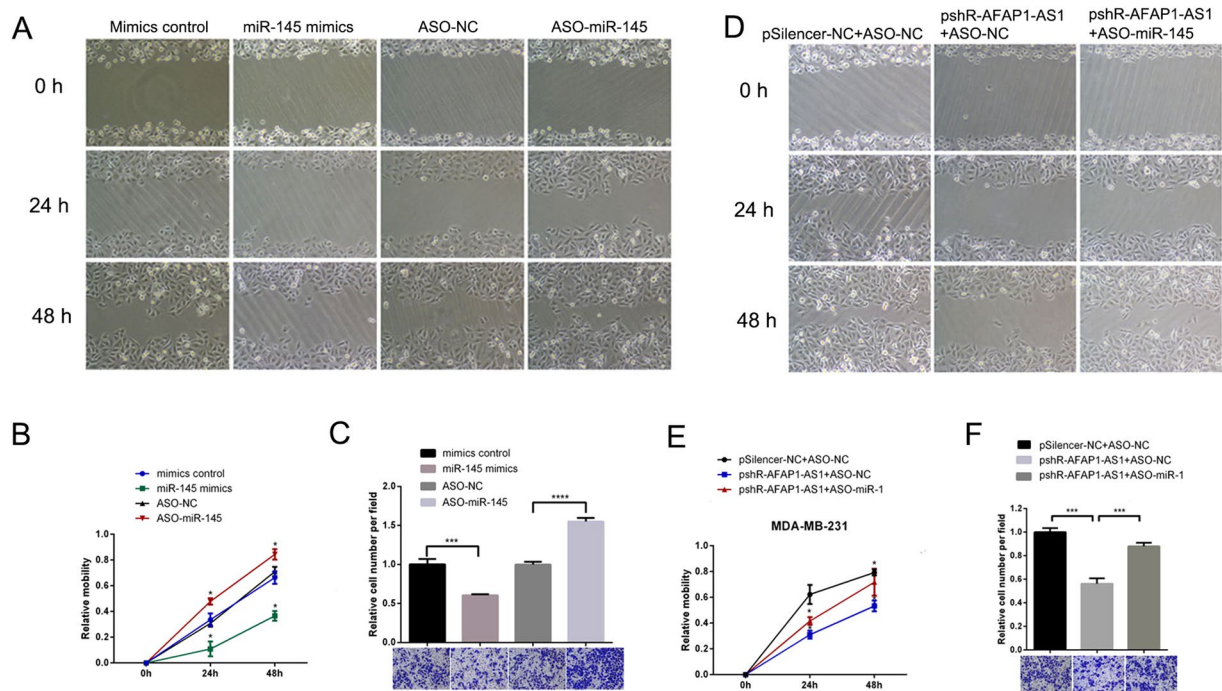 A
Mimics control
miR-145 mimics
ASO-NC
ASO-miR-145
0 h
24 h
48 h
D
pSilencer-NC+ASO-NC
pshR-AFAP1-AS1
+ASO-NC
pshR-AFAP1-AS1
+ASO-miR-145
0 h
24 h
48 h
B
mimics control
miR-145 mimics
ASO-NC
ASO-miR-145
Relative mobility
1.0
0.8
0.6
0.4
0.2
0.0
*
*
*
*
0h
24h
48h
C
mimics control
miR-145 mimics
ASO-NC
ASO-miR-145
Relative cell number per field
2.0
1.5
1.0
0.5
0.0
***
****
E
pSilencer-NC+ASO-NC
pshR-AFAP1-AS1+ASO-NC
pshR-AFAP1-AS1+ASO-miR-1
MDA-MB-231
Relative mobility
1.0
0.8
0.6
0.4
0.2
0.0
*
*
*
0h
24h
48h
F
pSilencer-NC+ASO-NC
pshR-AFAP1-AS1+ASO-NC
pshR-AFAP1-AS1+ASO-miR-1
Relative cell number per field
1.2
1.0
0.8
0.6
0.4
0.2
0.0
***
***